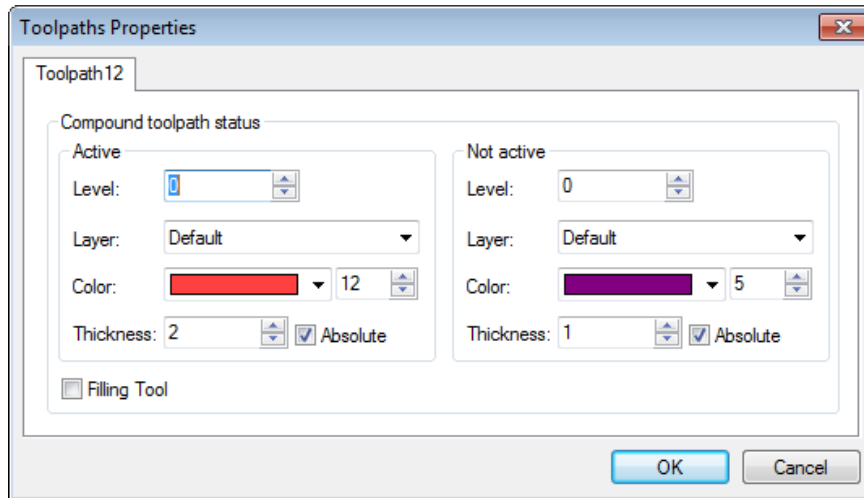 Toolpaths Properties
Toolpath12
Compound toolpath status
Active
Level: 0
Layer: Default
Color: 12
Thickness: 2 Absolute
Not active
Level: 0
Layer: Default
Color: 5
Thickness: 1 Absolute
Filling Tool
OK Cancel